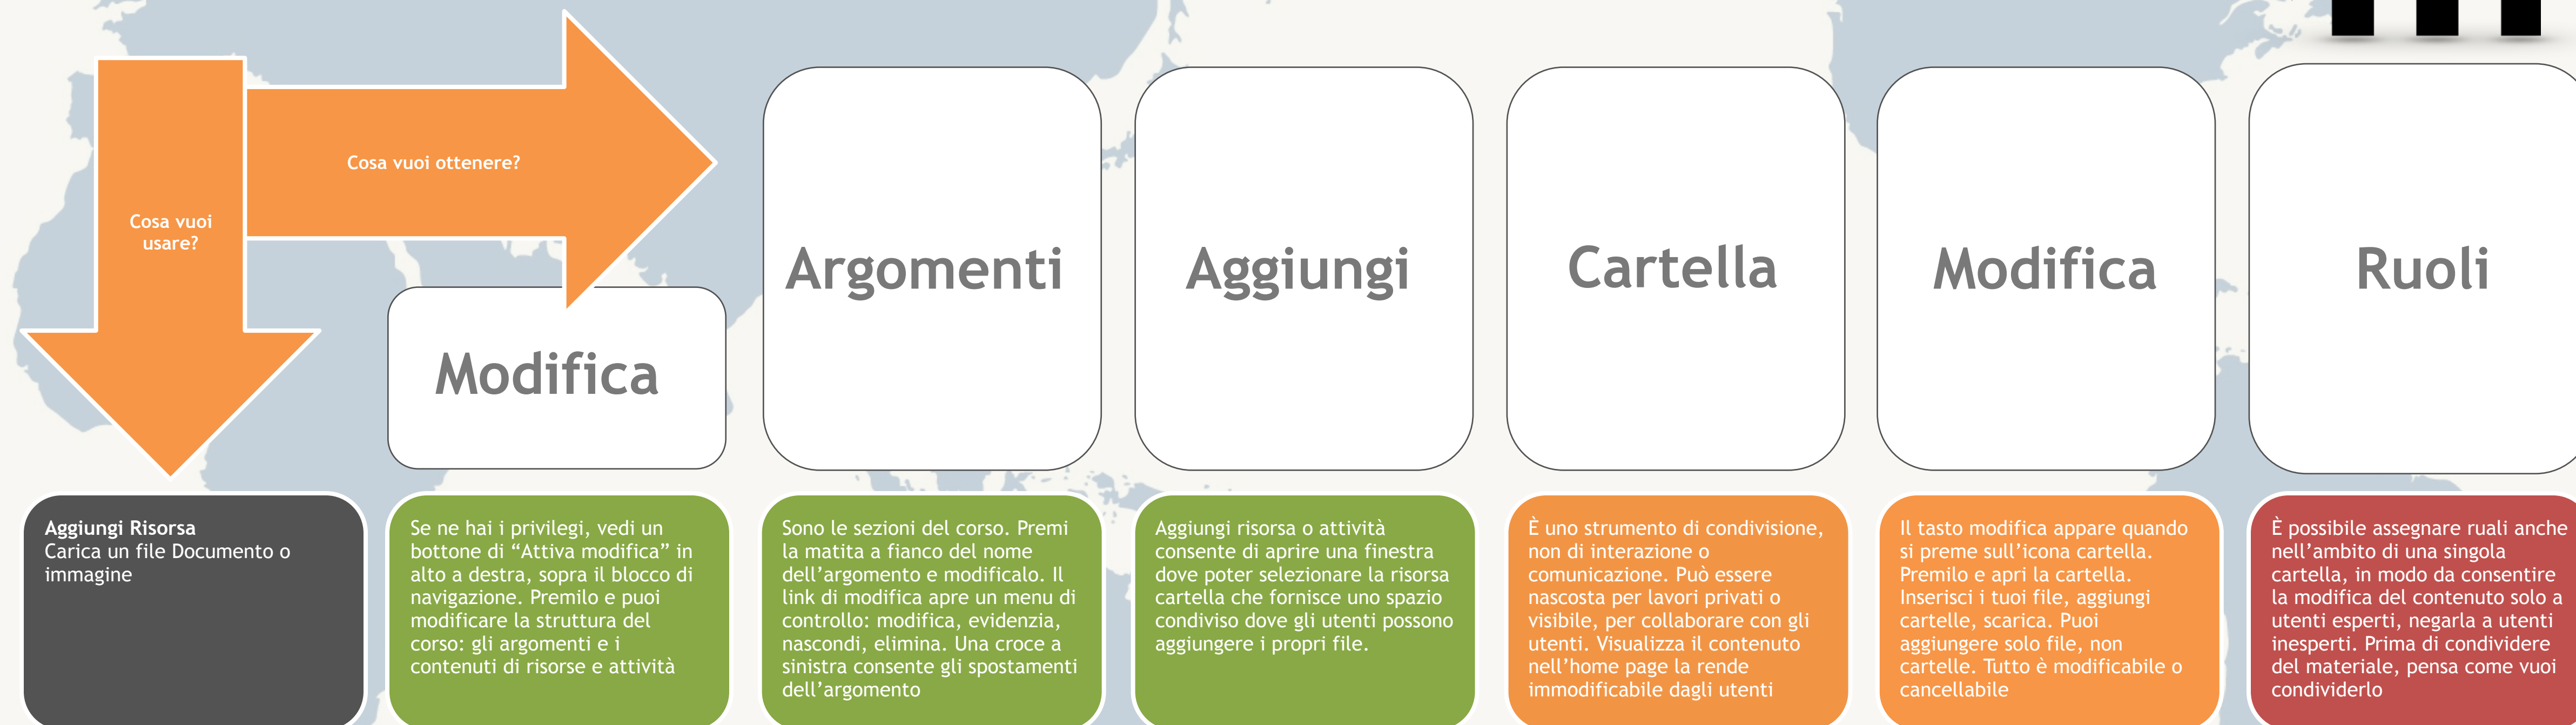 Cosa vuoi ottenere?
Cosa vuoi
usare?
Modifica
Argomenti
Aggiungi
Cartella
Modifica
Ruoli
Aggiungi Risorsa
Carica un file Documento o
immagine
Se ne hai i privilegi, vedi un
bottone di “Attiva modifica” in
alto a destra, sopra il blocco di
navigazione. Premilo e puoi
modificare la struttura del
corso: gli argomenti e i
contenuti di risorse e attività
Sono le sezioni del corso. Premi
la matita a fianco del nome
dell’argomento e modificalo. Il
link di modifica apre un menu di
controllo: modifica, evidenzia,
nascondi, elimina. Una croce a
sinistra consente gli spostamenti
dell’argomento
Aggiungi risorsa o attività
consente di aprire una finestra
dove poter selezionare la risorsa
cartella che fornisce uno spazio
condiviso dove gli utenti possono
aggiungere i propri file.
È uno strumento di condivisione,
non di interazione o
comunicazione. Può essere
nascosta per lavori privati o
visibile, per collaborare con gli
utenti. Visualizza il contenuto
nell’home page la rende
immodificabile dagli utenti
Il tasto modifica appare quando
si preme sull’icona cartella.
Premilo e apri la cartella.
Inserisci i tuoi file, aggiungi
cartelle, scarica. Puoi
aggiungere solo file, non
cartelle. Tutto è modificabile o
cancellabile
È possibile assegnare ruali anche
nell’ambito di una singola
cartella, in modo da consentire
la modifica del contenuto solo a
utenti esperti, negarla a utenti
inesperti. Prima di condividere
del materiale, pensa come vuoi
condividerlo